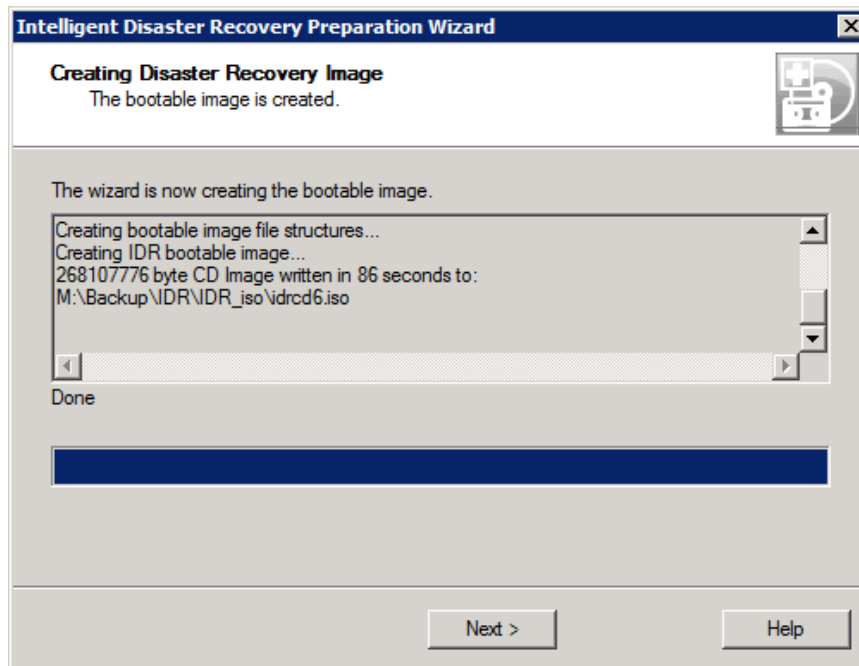 Intelligent Disaster Recovery Preparation Wizard
Creating Disaster Recovery Image
The bootable image is created.
The wizard is now creating the bootable image.
Creating bootable image file structures...
Creating IDR bootable image...
268107776 byte CD Image written in 86 seconds to:
M:\Backup\IDR\IDR_iso\idrcd6.iso
Done
Next >
Help